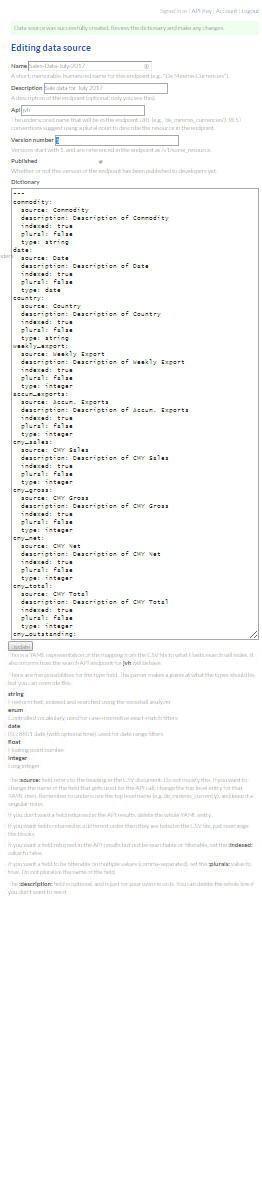 Signed in as | API Key | Account | Logout
Data source was successfully created. Review the dictionary and make any changes.
Editing data source
Name Sales-Data-July-2017
A short, memorable, human name for this endpoint (e.g., "De Minimis Currencies").
Description Sale data for July 2017
A description of the endpoint (optional, only you see this).
Api jyh
The underscored name that will be in the endpoint URL (e.g., 'de_minimis_currencies').
conventions suggest using a plural noun to describe the resource in the endpoint.
Version number
Versions start with 1, and are referenced in the endpoint as /v1/some_resource.
Published
Whether or not this version of the endpoint has been published to developers yet.
Dictionary
---
commodity:
source: Commodity
description: Description of Commodity
indexed: true
plural: false
type: string
date:
source: Date
description: Description of Date
indexed: true
plural: false
type: date
country:
source: Country
description: Description of Country
indexed: true
plural: false
type: string
weekly_export:
source: Weekly Export
description: Description of Weekly Export
indexed: true
plural: false
type: integer
accum_exports:
source: Accum. Exports
description: Description of Accum. Exports
indexed: true
plural: false
type: integer
cmy_sales:
source: CMY Sales
description: Description of CMY Sales
indexed: true
plural: false
type: integer
cmy_gross:
source: CMY Gross
description: Description of CMY Gross
indexed: true
plural: false
type: integer
cmy_net:
source: CMY Net
description: Description of CMY Net
indexed: true
plural: false
type: integer
cmy_total:
source: CMY Total
description: Description of CMY Total
indexed: true
plural: false
type: integer
cmy_outstanding:
Update
This is a YAML representation of the mapping from the CSV file to what it looks search will index. It
also informs how the search API endpoint for jyh will behave.
There are five possibilities for the type field. The parser makes a guess at what the types should be,
but you can override this.
string
Freeform text, indexed and searched using the snowball analyzer
enum
Controlled vocabulary, used for case-insensitive exact-match filters
date
ISO 8601 date (with optional time), used for date range filters
float
Floating point number
integer
Long integer
The :source: field refers to the heading in the CSV document. Do not modify this. If you want to
change the name of the field that gets used for the API call, change the top level entry for that
YAML entry. Remember to underscore the top level name (e.g., de_minimis_currency), and keep it a
singular noun.
If you don't want a field returned in the API results, delete the whole YAML entry.
If you want fields returned in a different order than they are listed in the CSV file, just rearrange
the blocks.
If you want a field returned in the API results but not be searchable or filterable, set the :indexed:
value to false.
If you want a field to be filterable on multiple values (comma-separated), set the :plurals: value to
true. Do not pluralize the name of the field.
The :description: field is optional, and is just for your own records. You can delete the whole line if
you don't want to see it.